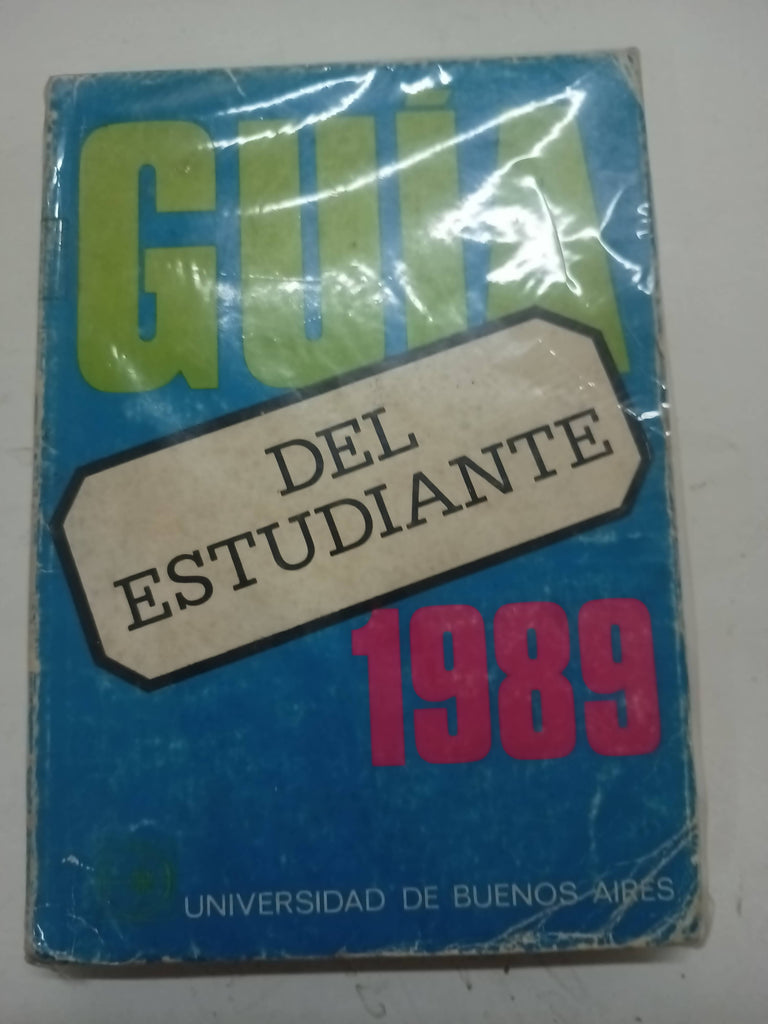 GUÍA
DEL
ESTUDIANTE
1989
UNIVERSIDAD DE BUENOS AIRES